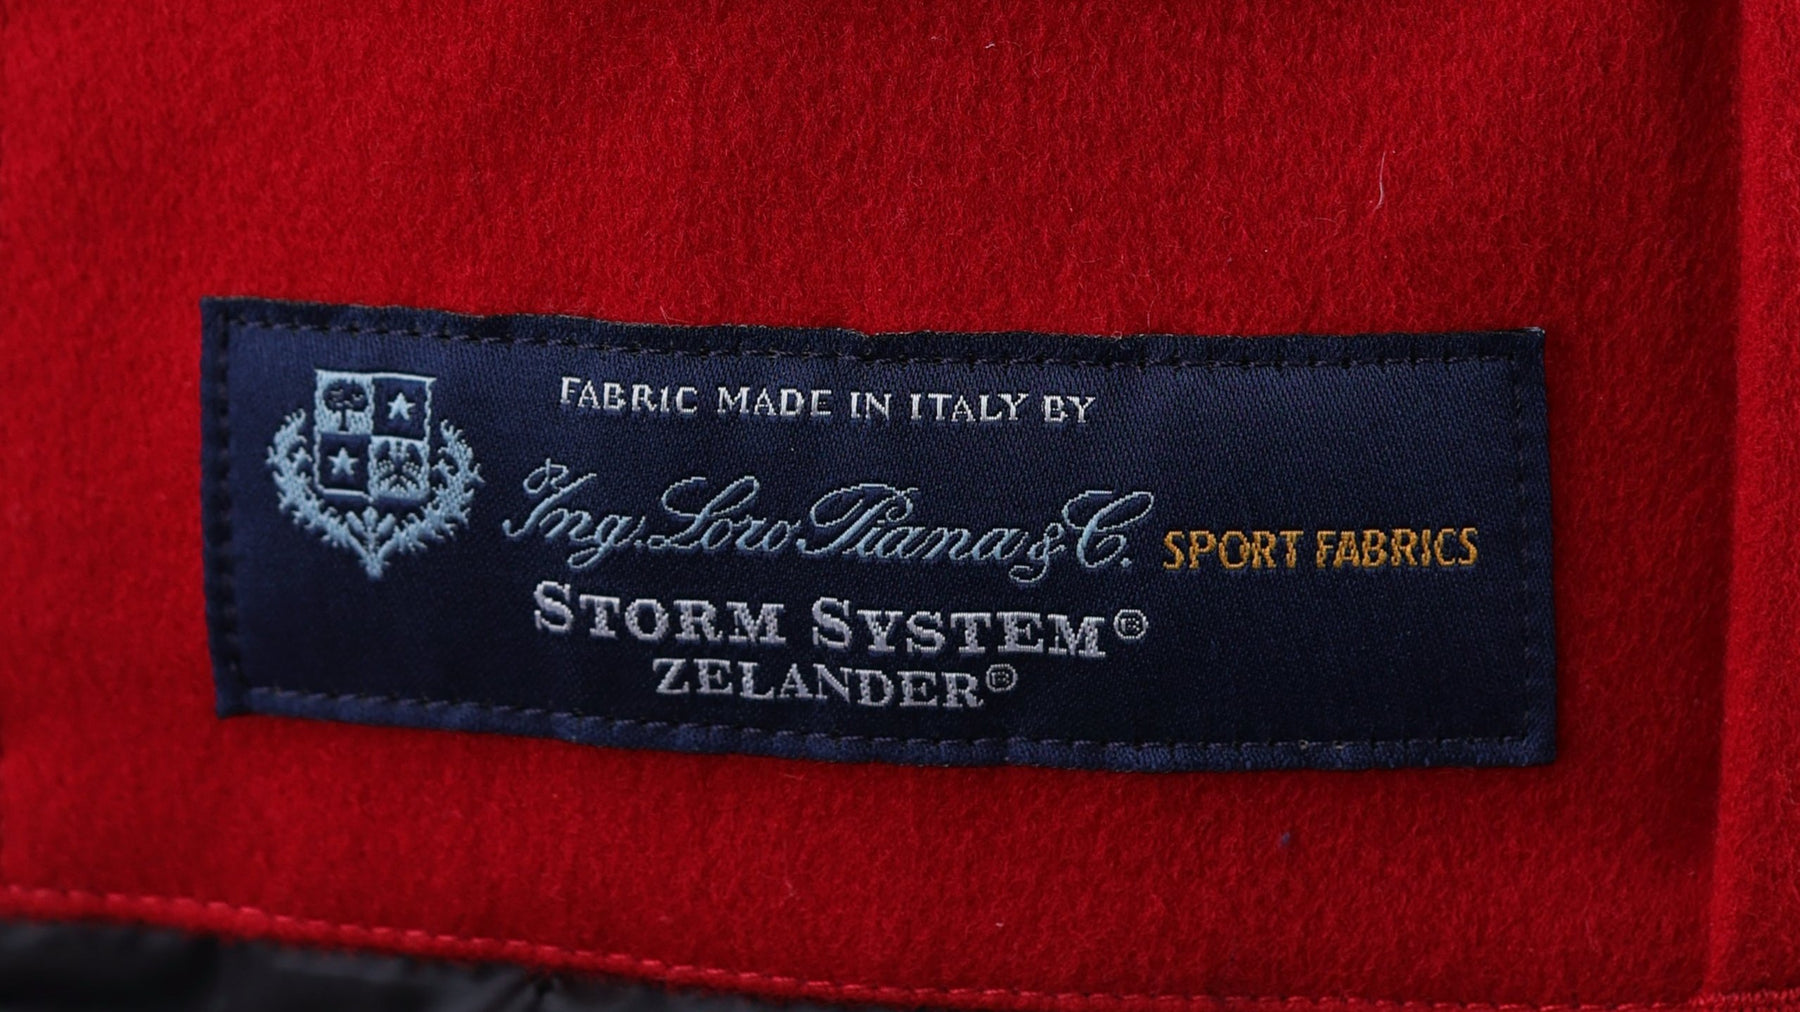 FABRIC MADE IN ITALY BY
Ing. Loro Piana & C. SPORT FABRICS
STORM SYSTEM®
ZELANDER®